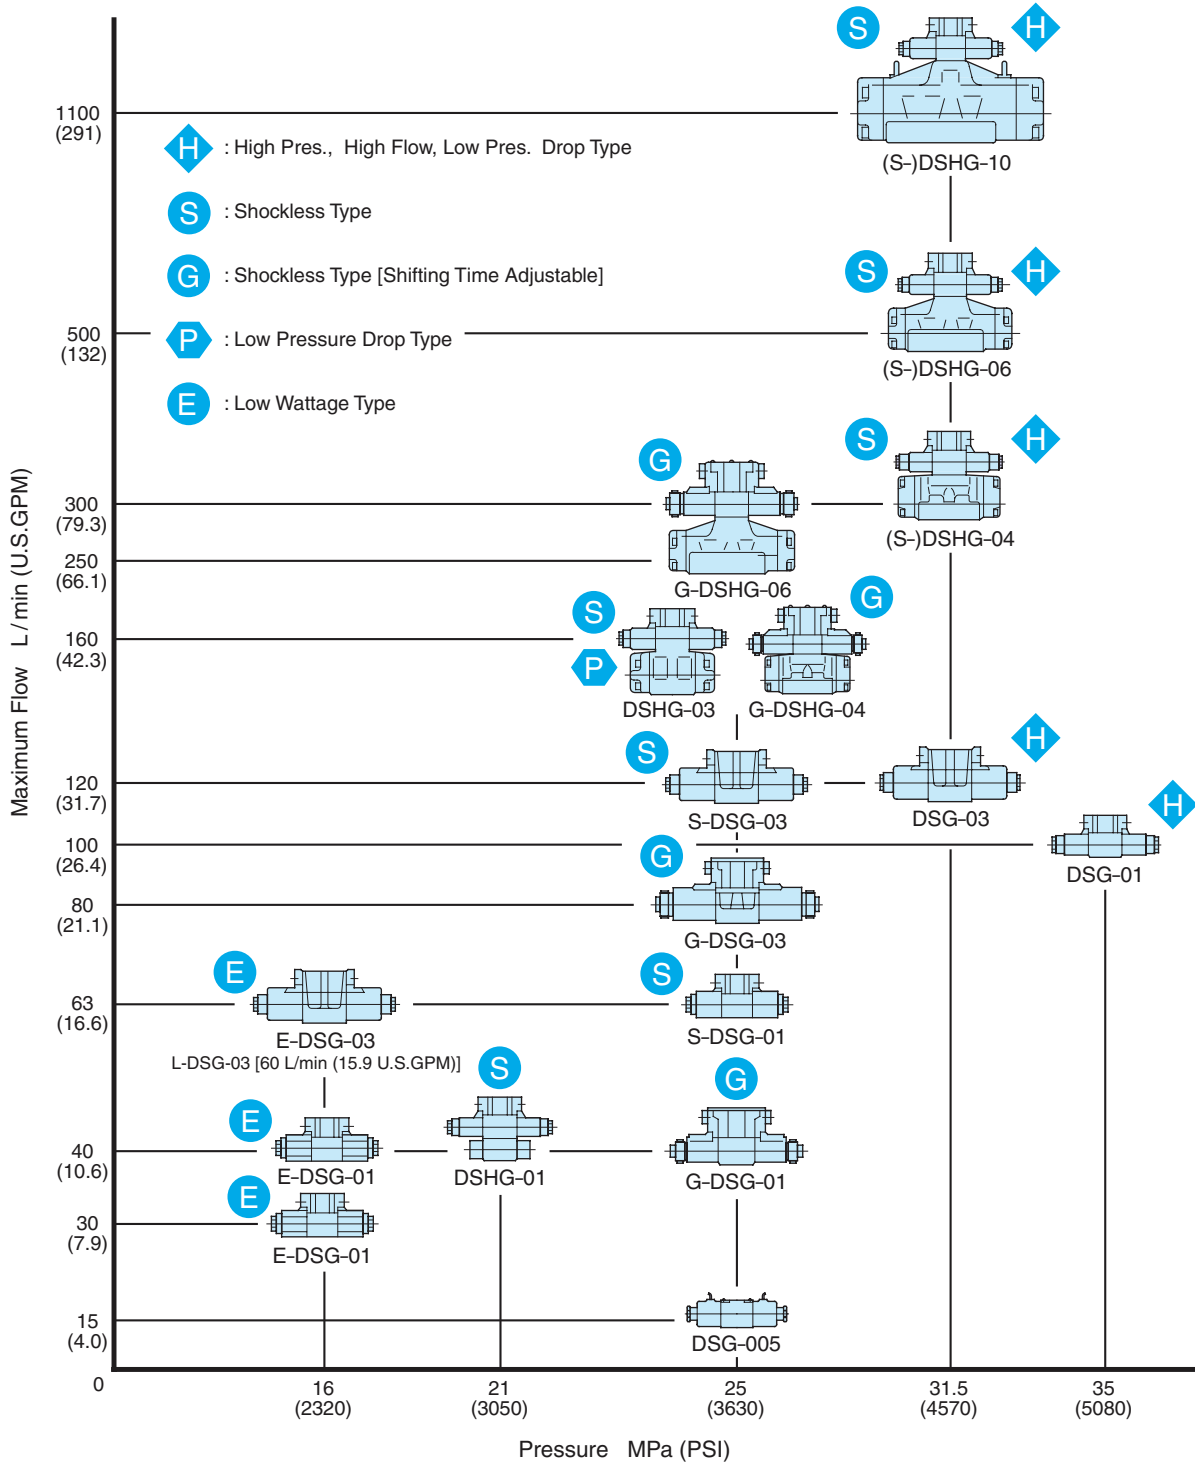 S
H
1100
(291)
(S-)DSHG-10
H : High Pres., High Flow, Low Pres. Drop Type
S : Shockless Type
G : Shockless Type [Shifting Time Adjustable]
P : Low Pressure Drop Type
E : Low Wattage Type
S
H
500
(132)
(S-)DSHG-06
S
H
G
300
(79.3)
(S-)DSHG-04
250
(66.1)
G-DSHG-06
S
G
160
(42.3)
P
DSHG-03
G-DSHG-04
S
H
120
(31.7)
S-DSG-03
DSG-03
H
100
(26.4)
DSG-01
G
80
(21.1)
G-DSG-03
E
S
63
(16.6)
E-DSG-03
S-DSG-01
L-DSG-03 [60 L/min (15.9 U.S.GPM)]
S
G
E
40
(10.6)
E-DSG-01
DSHG-01
G-DSG-01
E
30
(7.9)
E-DSG-01
15
(4.0)
DSG-005
0
16
(2320)
21
(3050)
25
(3630)
31.5
(4570)
35
(5080)
Pressure MPa (PSI)
Maximum Flow L/min (U.S.GPM)